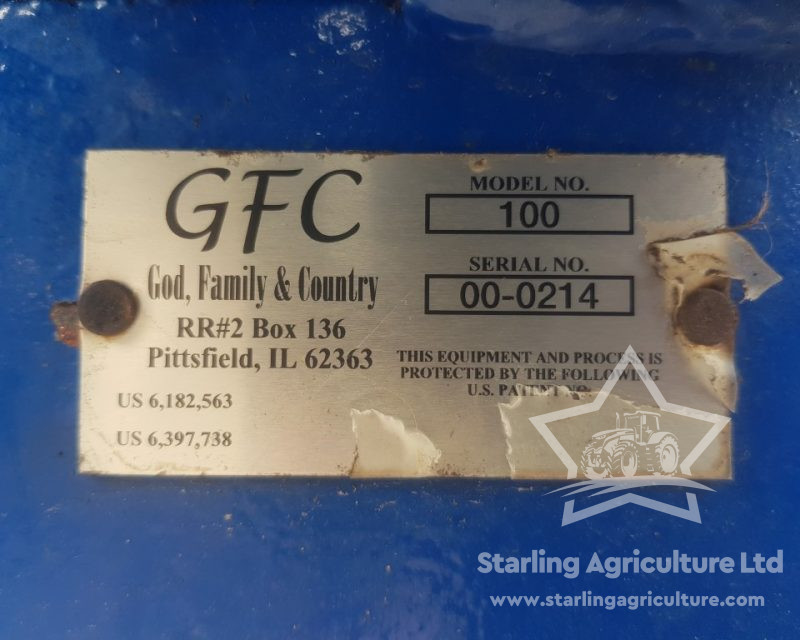 GFC
God, Family & Country
RR#2 Box 136
Pittsfield, IL 62363
US 6,182,563
US 6,397,738
MODEL NO.
100
SERIAL NO.
00-0214
THIS EQUIPMENT AND PROCESS IS
PROTECTED BY THE FOLLOWING
U.S. PATENT NO.
Starling Agriculture Ltd
www.starlingagriculture.com